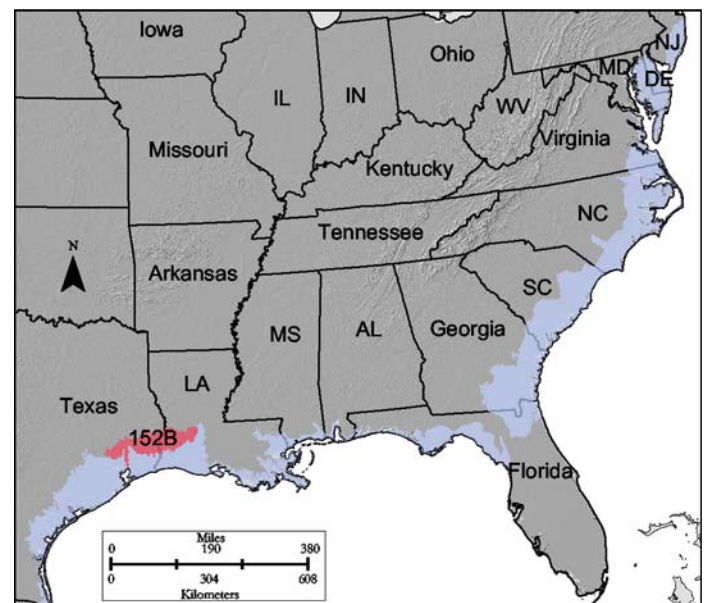 Iowa
Ohio
NJ
MD
DE
IL
IN
WV
Virginia
Missouri
Kentucky
NC
Tennessee
N
Arkansas
SC
MS
AL
Georgia
LA
Texas
152B
Florida
Miles
0 190 380
0 304 608
Kilometers